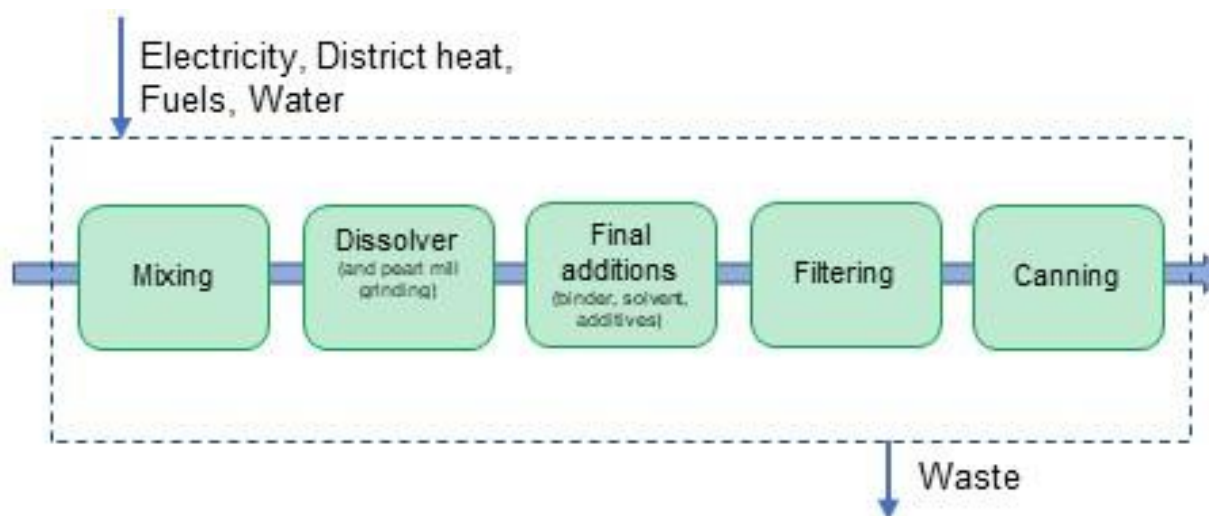 Electricity, District heat,
Fuels, Water
Mixing
Dissolver
(and pearl mill
grinding)
Final
additions
(binder, solvent,
additives)
Filtering
Canning
Waste